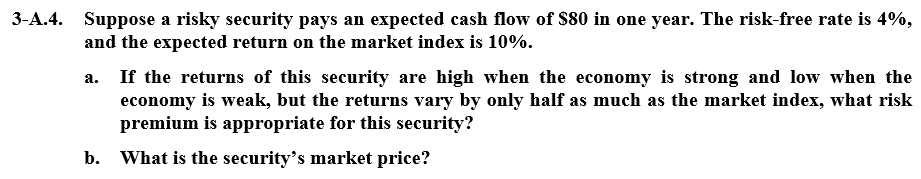 3-A.4. Suppose a risky security pays an expected cash flow of $80 in one year. The risk-free rate is 4%,
and the expected return on the market index is 10%.
a. If the returns of this security are high when the economy is strong and low when the
economy is weak, but the returns vary by only half as much as the market index, what risk
premium is appropriate for this security?
b. What is the security's market price?